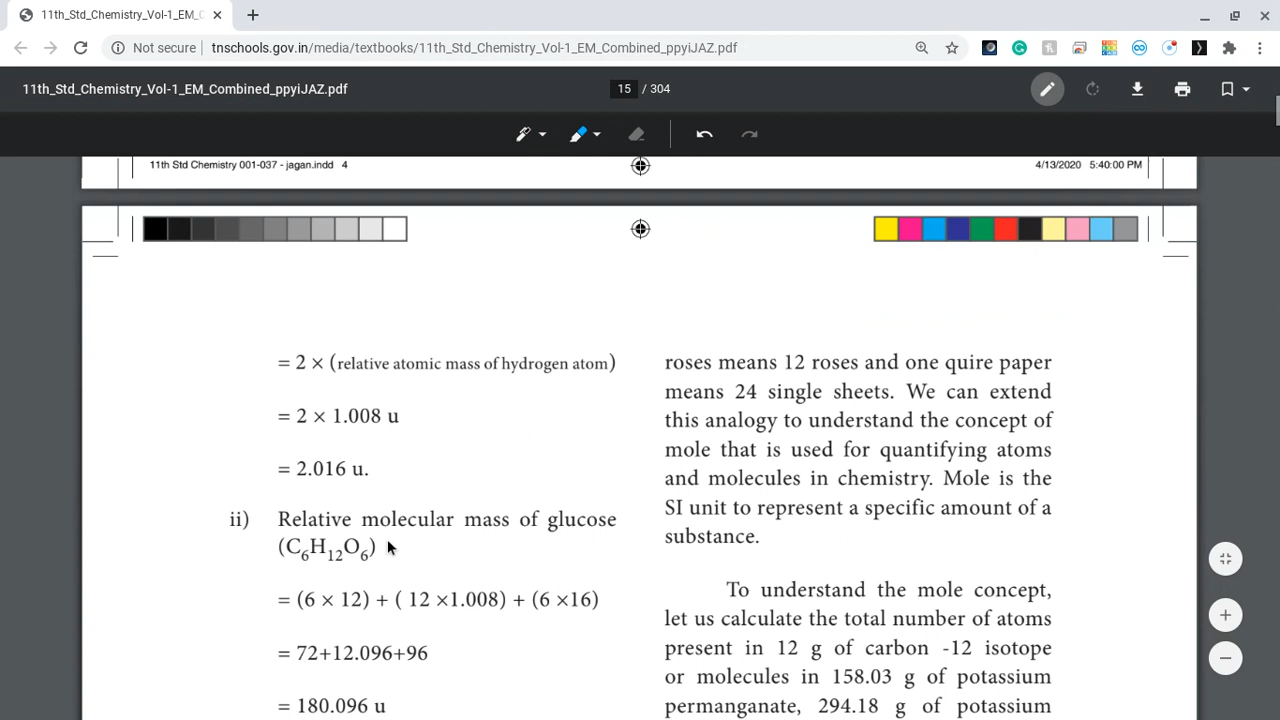 11th_Std_Chemistry_Vol-1_EM_C
Not secure
tnschools.gov.in/media/textbooks/11th_Std_Chemistry_Vol-1_EM_Combined_ppyiJAZ.pdf
11th_Std_Chemistry_Vol-1_EM_Combined_ppyiJAZ.pdf
15 / 304
11th Std Chemistry 001-037 - jagan.indd 4
4/13/2020 5:40:00 PM
= 2 × (relative atomic mass of hydrogen atom)
= 2 × 1.008 u
= 2.016 u.
ii) Relative molecular mass of glucose
(C₆H₁₂O₆)
= (6 × 12) + ( 12 ×1.008) + (6 ×16)
= 72+12.096+96
= 180.096 u
roses means 12 roses and one quire paper
means 24 single sheets. We can extend
this analogy to understand the concept of
mole that is used for quantifying atoms
and molecules in chemistry. Mole is the
SI unit to represent a specific amount of a
substance.
To understand the mole concept,
let us calculate the total number of atoms
present in 12 g of carbon -12 isotope
or molecules in 158.03 g of potassium
permanganate, 294.18 g of potassium